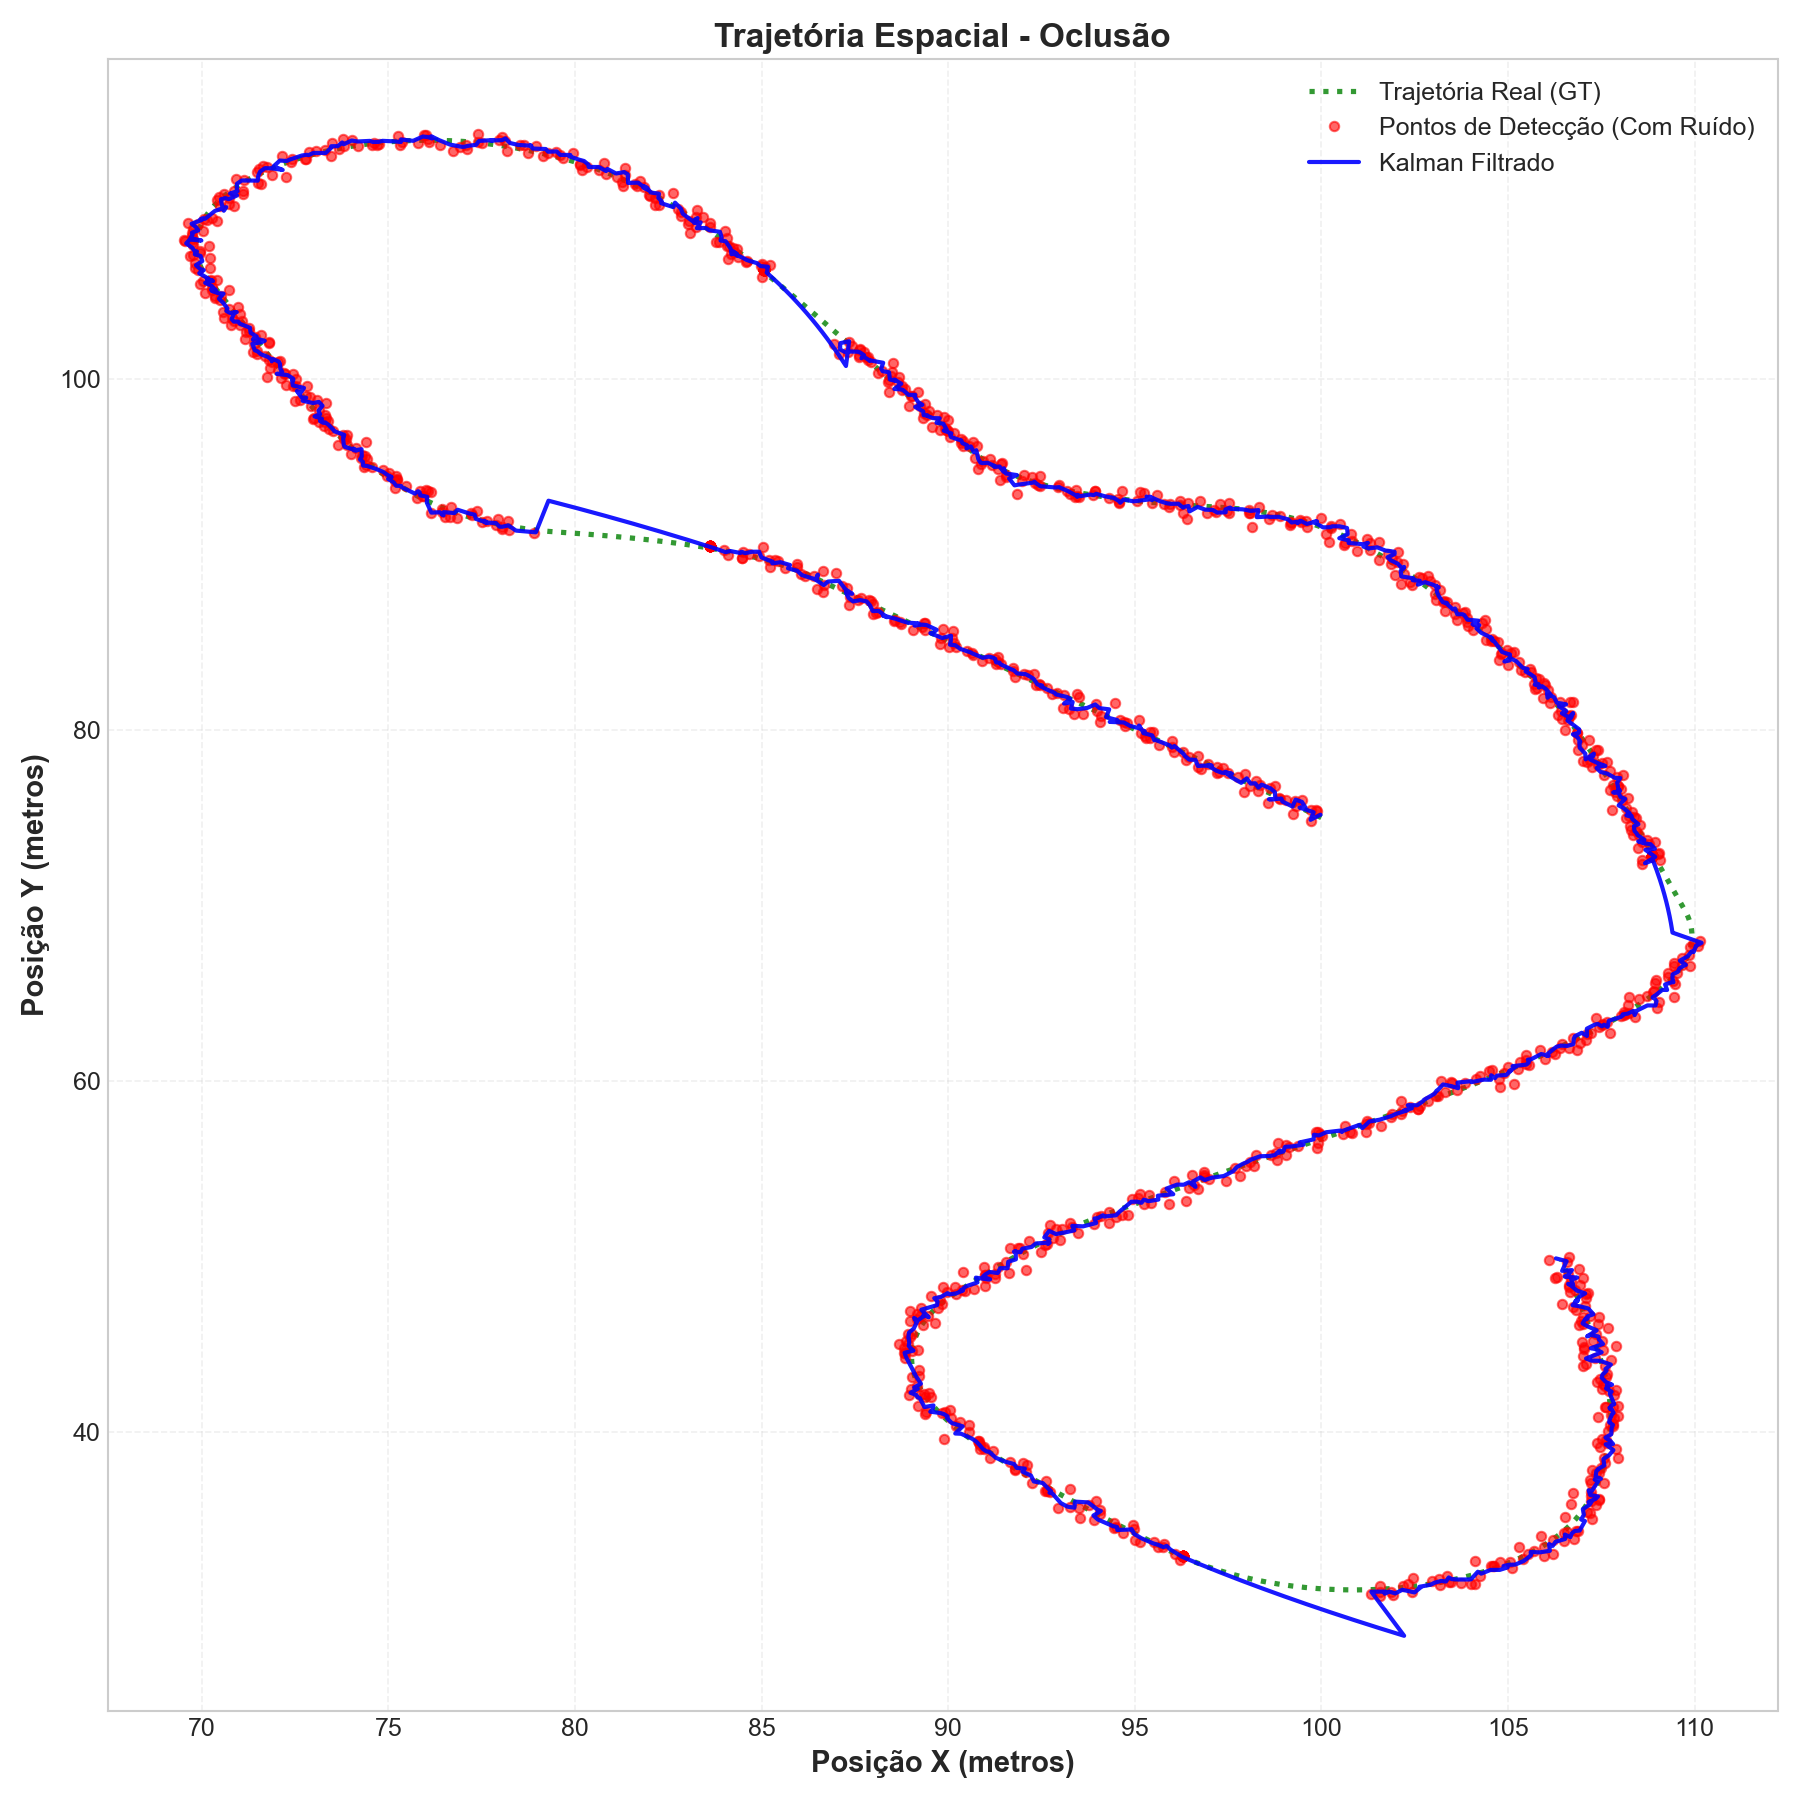 Trajetória Espacial - Oclusão
Trajetória Real (GT)
Pontos de Detecção (Com Ruído)
Kalman Filtrado
Posição Y (metros)
100
80
60
40
70 75 80 85 90 95 100 105 110
Posição X (metros)